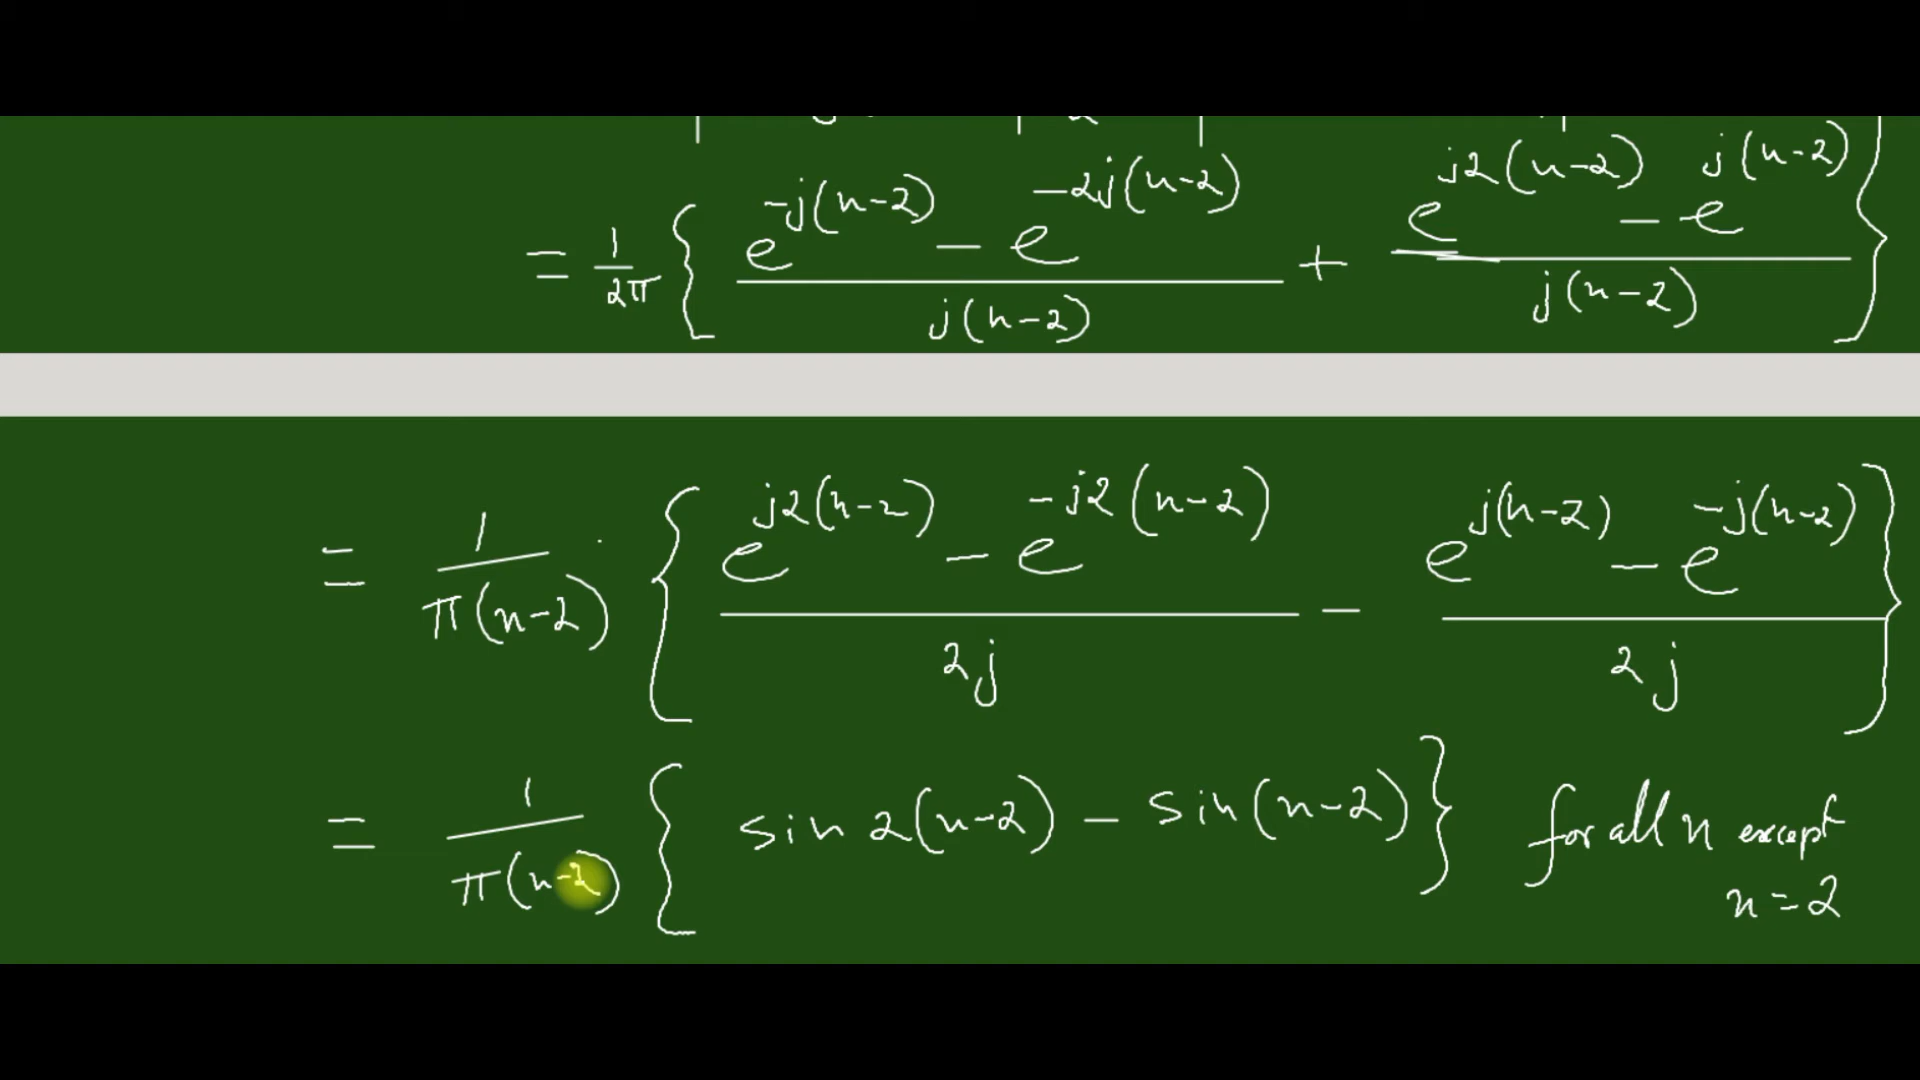 = 1/2π { (e^{-j(n-2)} - e^{-2j(n-2)}) / j(n-2) + (e^{j2(n-2)} - e^{j(n-2)}) / j(n-2) }
= 1/π(n-2) { (e^{j2(n-2)} - e^{-j2(n-2)}) / 2j - (e^{j(n-2)} - e^{-j(n-2)}) / 2j }
= 1/π(n-2) { sin 2(n-2) - sin(n-2) } for all n except
n = 2